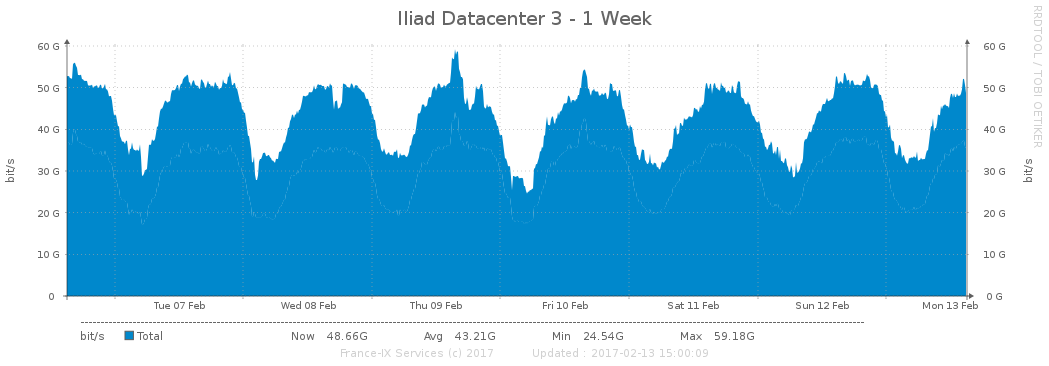 Iliad Datacenter 3 - 1 Week
RRDTOOL / TOBI OETIKER
60 G 60 G
50 G 50 G
40 G 40 G
30 G 30 G
20 G 20 G
10 G 10 G
0 0 G
bit/s bit/s
Tue 07 Feb Wed 08 Feb Thu 09 Feb Fri 10 Feb Sat 11 Feb Sun 12 Feb Mon 13 Feb
bit/s Total Now 48.66G Avg 43.21G Min 24.54G Max 59.18G
France-IX Services (c) 2017 Updated : 2017-02-13 15:00:09